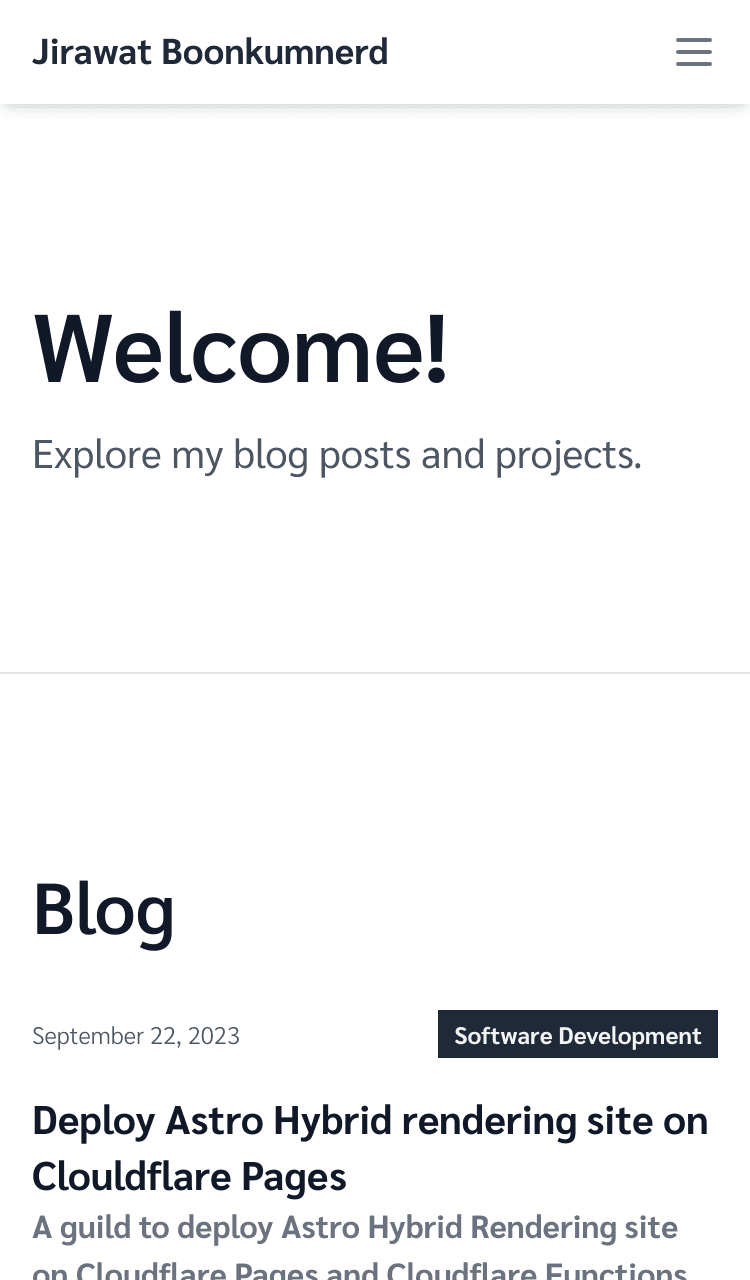 Jirawat Boonkumnerd
Welcome!
Explore my blog posts and projects.
Blog
September 22, 2023
Software Development
Deploy Astro Hybrid rendering site on
Clouldflare Pages
A guild to deploy Astro Hybrid Rendering site
on Cloudflare Pages and Cloudflare Functions